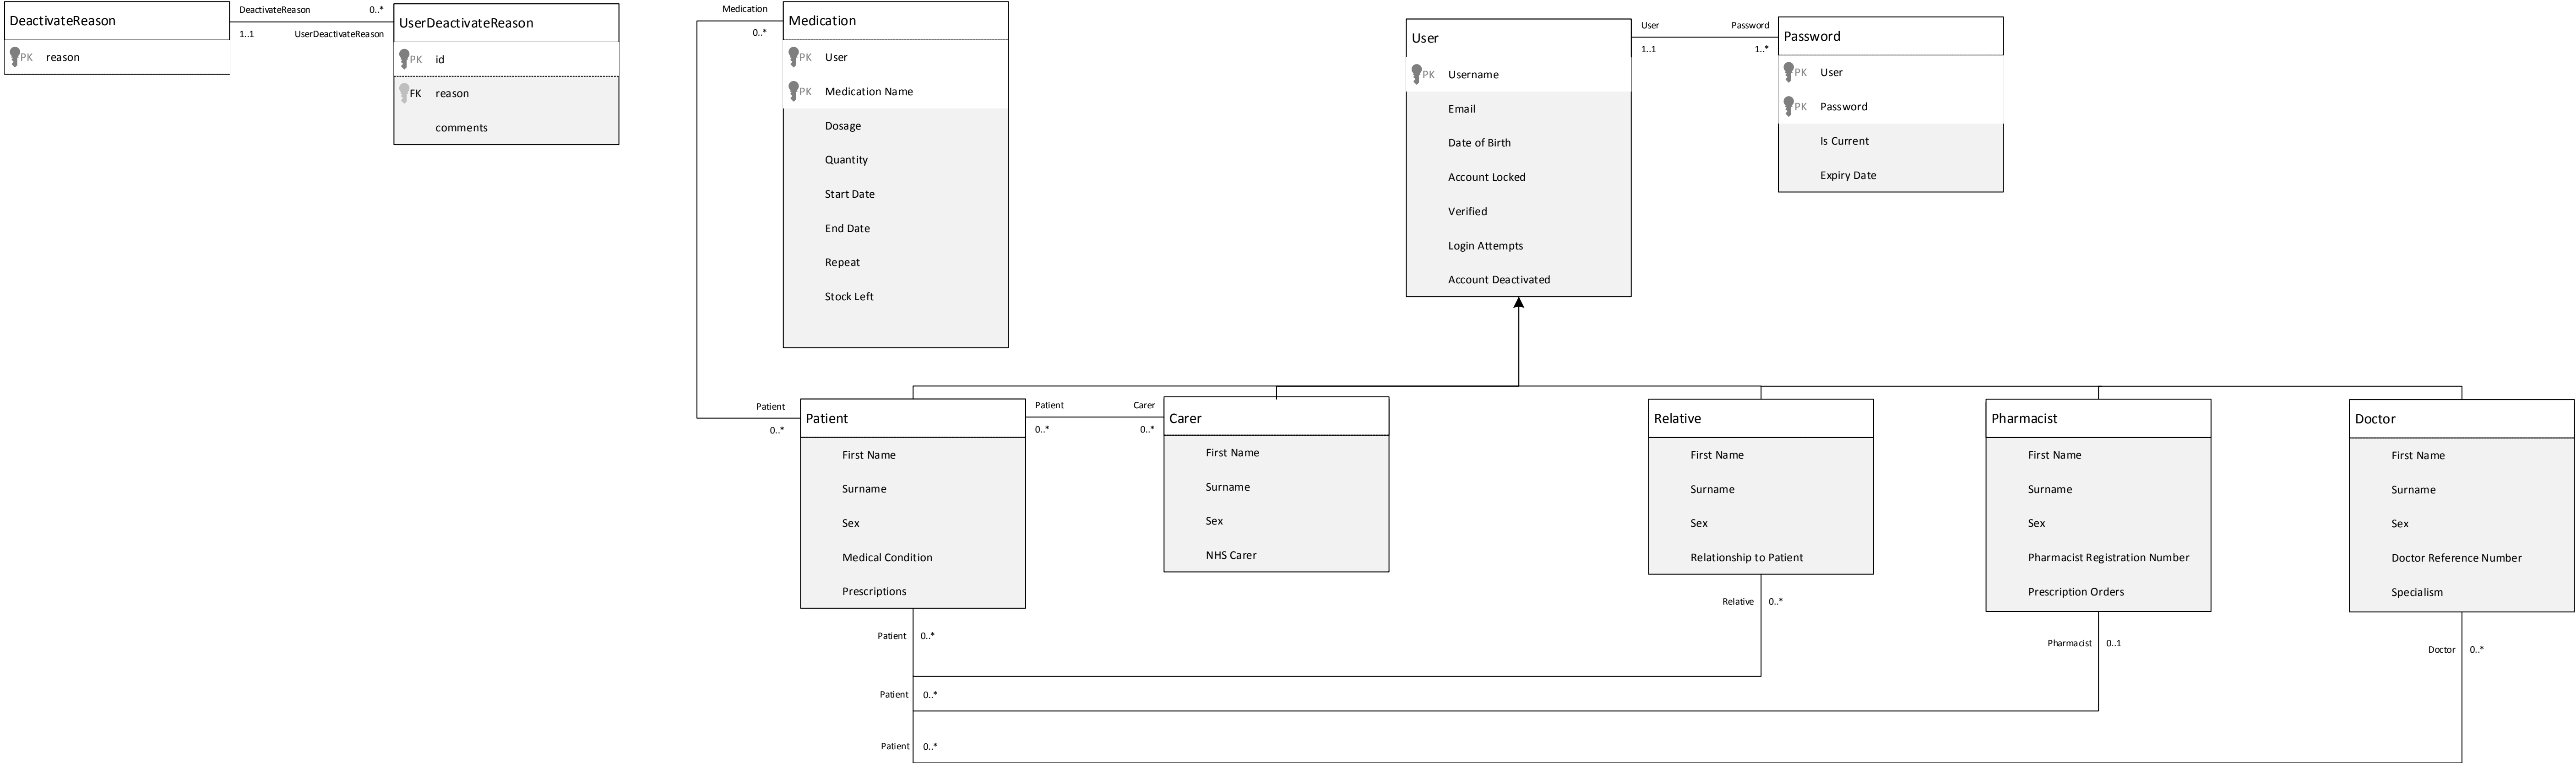 DeactivateReason
PK reason
DeactivateReason 0..*
1..1 UserDeactivateReason
UserDeactivateReason
PK id
FK reason
comments
Medication
0..*
Medication
PK User
PK Medication Name
Dosage
Quantity
Start Date
End Date
Repeat
Stock Left
User
PK Username
Email
Date of Birth
Account Locked
Verified
Login Attempts
Account Deactivated
User Password
1..1 1..*
Password
PK User
PK Password
Is Current
Expiry Date
Patient
0..*
Patient
First Name
Surname
Sex
Medical Condition
Prescriptions
Patient Carer
0..* 0..*
Carer
First Name
Surname
Sex
NHS Carer
Relative
First Name
Surname
Sex
Relationship to Patient
Pharmacist
First Name
Surname
Sex
Pharmacist Registration Number
Prescription Orders
Doctor
First Name
Surname
Sex
Doctor Reference Number
Specialism
Relative 0..*
Patient 0..*
Pharmacist 0..1
Doctor 0..*
Patient 0..*
Patient 0..*